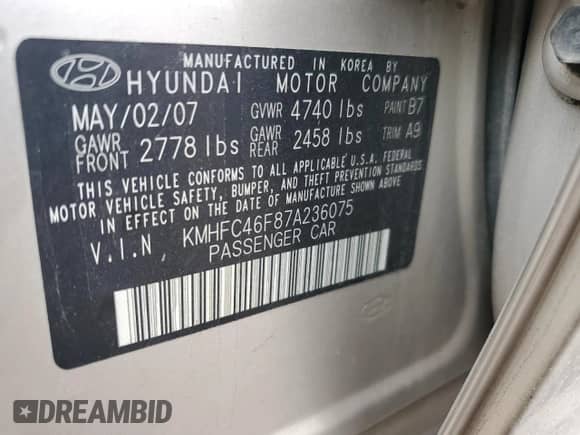 MANUFACTURED IN KOREA BY
HYUNDAI MOTOR COMPANY
MAY/02/07 GVWR 4740 lbs PAINT B7
GAWR FRONT 2778 lbs GAWR REAR 2458 lbs TRIM A9
THIS VEHICLE CONFORMS TO ALL APPLICABLE U.S.A. FEDERAL
MOTOR VEHICLE SAFETY, BUMPER, AND THEFT PREVENTION STANDARDS
IN EFFECT ON THE DATE OF MANUFACTURE SHOWN ABOVE.
V.I.N, KMHFC46F87A236075
PASSENGER CAR
DREAMBID